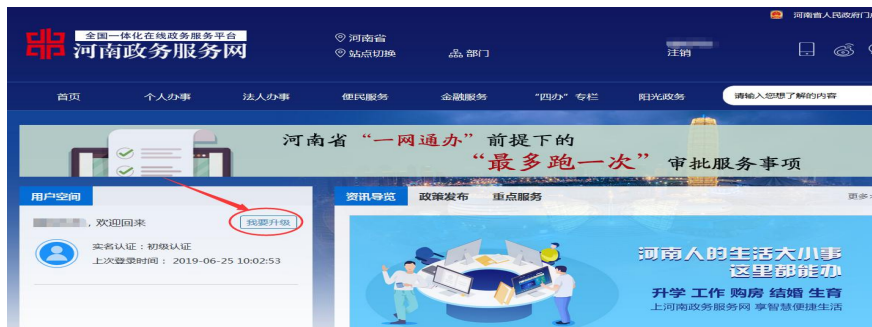 河南省人民政府门户
全国一体化在线政务服务平台
河南政务服务网
河南省
站点切换
部门
注销
首页 个人办事 法人办事 便民服务 金融服务 “四办”专栏 阳光政务 请输入您想了解的内容
河南省“一网通办”前提下的
“最多跑一次”审批服务事项
用户空间
,欢迎回来 我要升级
实名认证：初级认证
上次登录时间： 2019-06-25 10:02:53
资讯导览 政策发布 重点服务 更多
河南人的生活大小事
这里都能办
升学 工作 购房 结婚 生育
上河南政务服务网 享智慧便捷生活